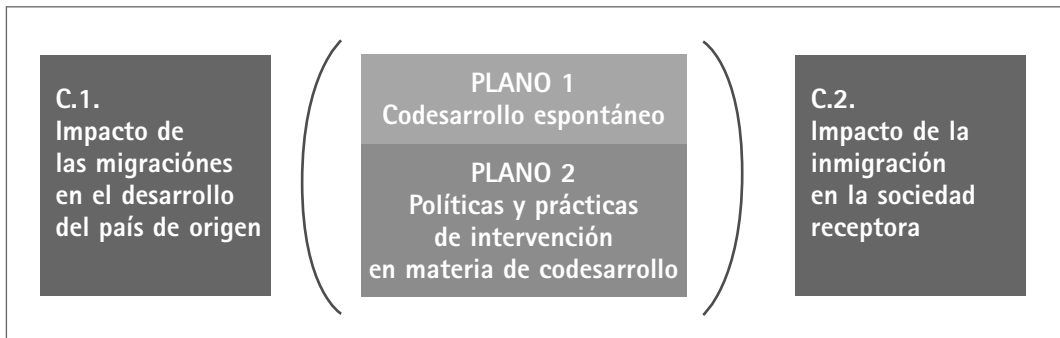 C.1.
Impacto de
las migraciónes
en el desarrollo
del país de origen
PLANO 1
Codesarrollo espontáneo
PLANO 2
Políticas y prácticas
de intervención
en materia de codesarrollo
C.2.
Impacto de la
inmigración
en la sociedad
receptora